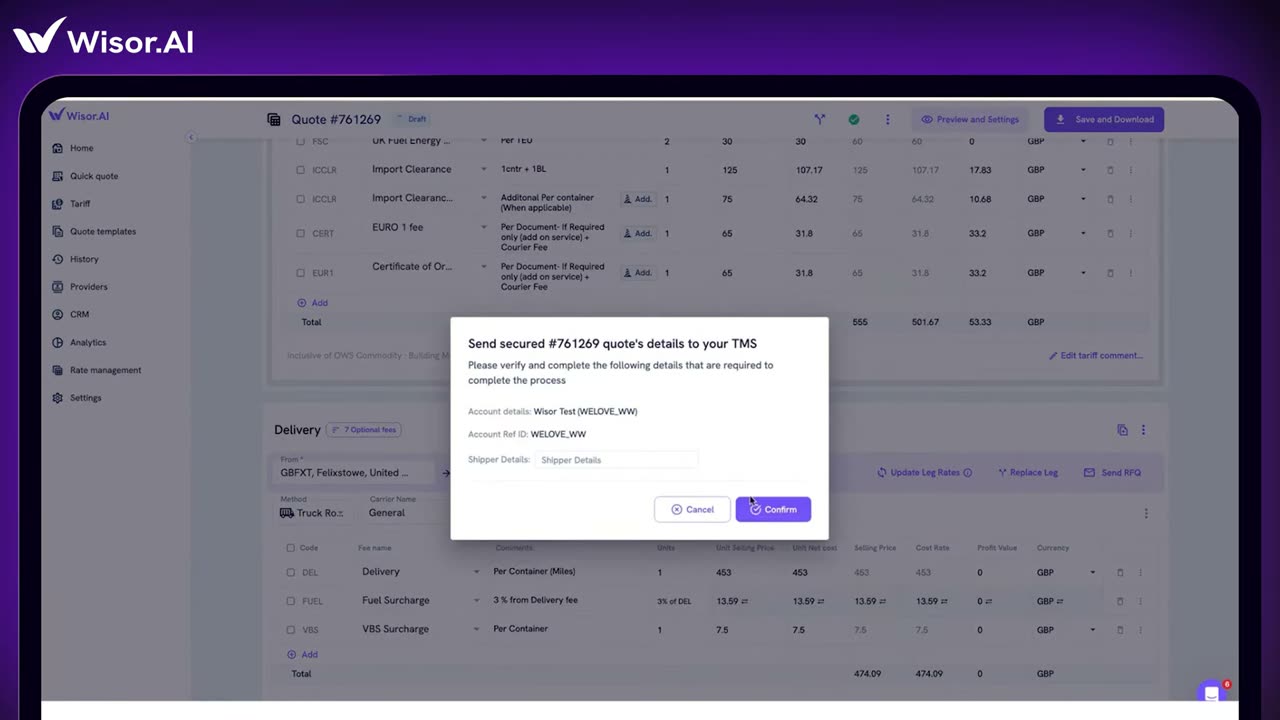 Wisor.AI
Wisor.AI
Quote #761269
Draft
Preview and Settings
Save and Download
Home
Quick quote
Tariff
Quote templates
History
Providers
CRM
Analytics
Rate management
Settings
FSC UK Fuel Energy ... Per TEU 2 30 30 60 60 0 GBP
ICCLR Import Clearance 1cntr + 1BL 1 125 107.17 125 107.17 17.83 GBP
ICCLR Import Clearanc... Additonal Per container (When applicable) Add. 1 75 64.32 75 64.32 10.68 GBP
CERT EURO 1 fee Per Document- If Required only (add on service) + Courier Fee Add. 1 65 31.8 65 31.8 33.2 GBP
EUR1 Certificate of Or... Per Document- If Required only (add on service) + Courier Fee Add. 1 65 31.8 65 31.8 33.2 GBP
Add
Total 555 501.67 53.33 GBP
Inclusive of OWS Commodity · Building M
Edit tariff comment...
Send secured #761269 quote's details to your TMS
Please verify and complete the following details that are required to
complete the process
Account details: Wisor Test (WELOVE_WW)
Account Ref ID: WELOVE_WW
Shipper Details: Shipper Details
Cancel
Confirm
Delivery
7 Optional fees
From *
GBFXT, Felixstowe, United ...
Update Leg Rates
Replace Leg
Send RFQ
Method
Truck Ro...
Carrier Name
General
Code Fee name Comments: Units Unit Selling Price Unit Net cost Selling Price Cost Rate Profit Value Currency
DEL Delivery Per Container (Miles) 1 453 453 453 453 0 GBP
FUEL Fuel Surcharge 3 % from Delivery fee 3% of DEL 13.59 13.59 13.59 13.59 0 GBP
VBS VBS Surcharge Per Container 1 7.5 7.5 7.5 7.5 0 GBP
Add
Total 474.09 474.09 0 GBP
6